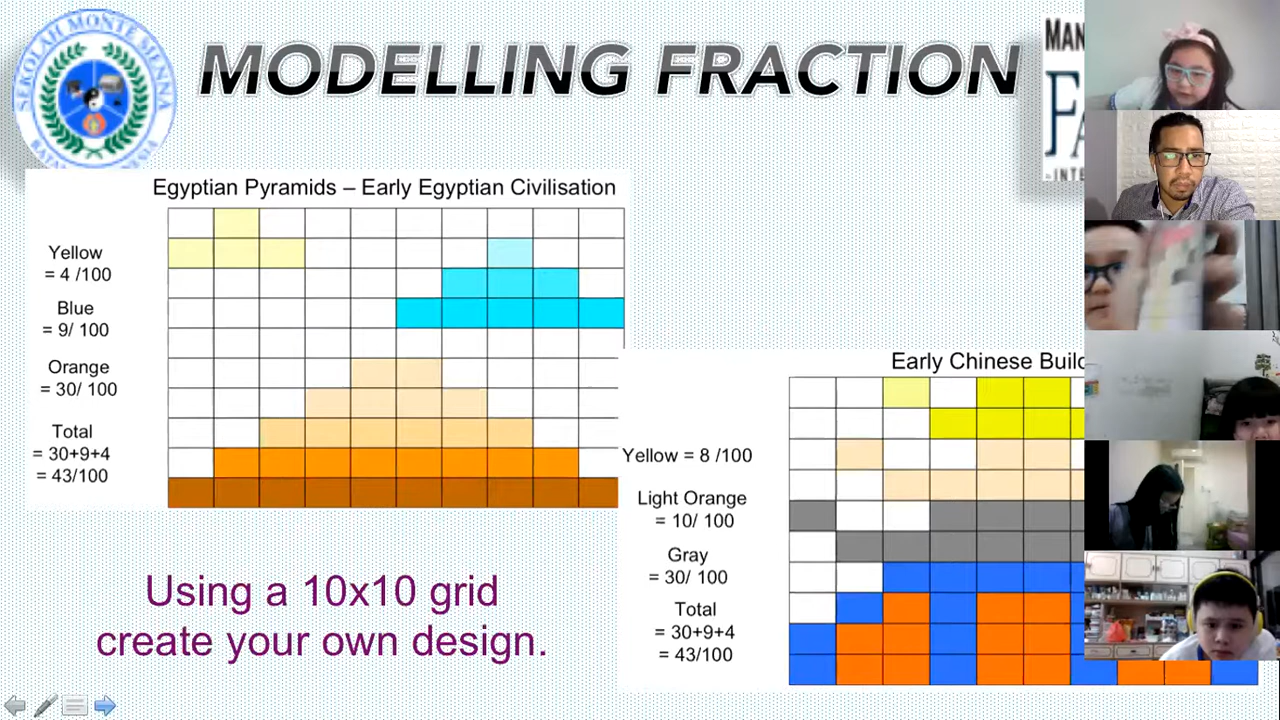 MODELLING FRACTION
MAN
Egyptian Pyramids – Early Egyptian Civilisation
Yellow
= 4 /100
Blue
= 9/ 100
Orange
= 30/ 100
Total
= 30+9+4
= 43/100
Early Chinese Buil
Yellow = 8 /100
Light Orange
= 10/ 100
Gray
= 30/ 100
Total
= 30+9+4
= 43/100
Using a 10x10 grid
create your own design.